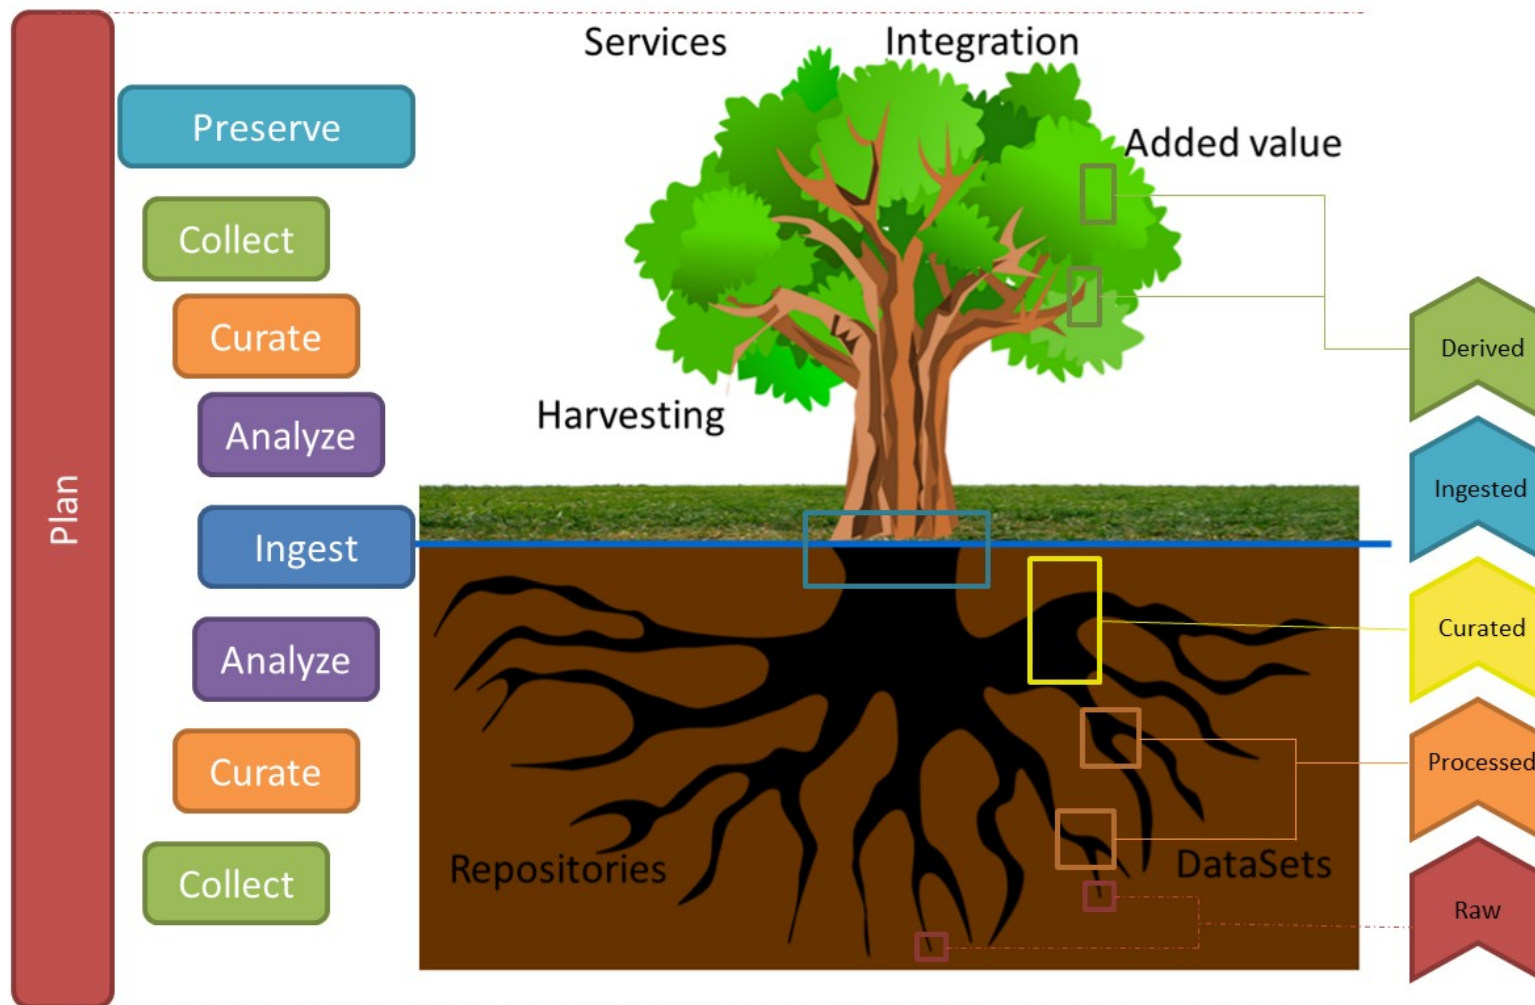 Plan
Preserve
Collect
Curate
Analyze
Ingest
Analyze
Curate
Collect
Services
Integration
Added value
Harvesting
Repositories
DataSets
Derived
Ingested
Curated
Processed
Raw